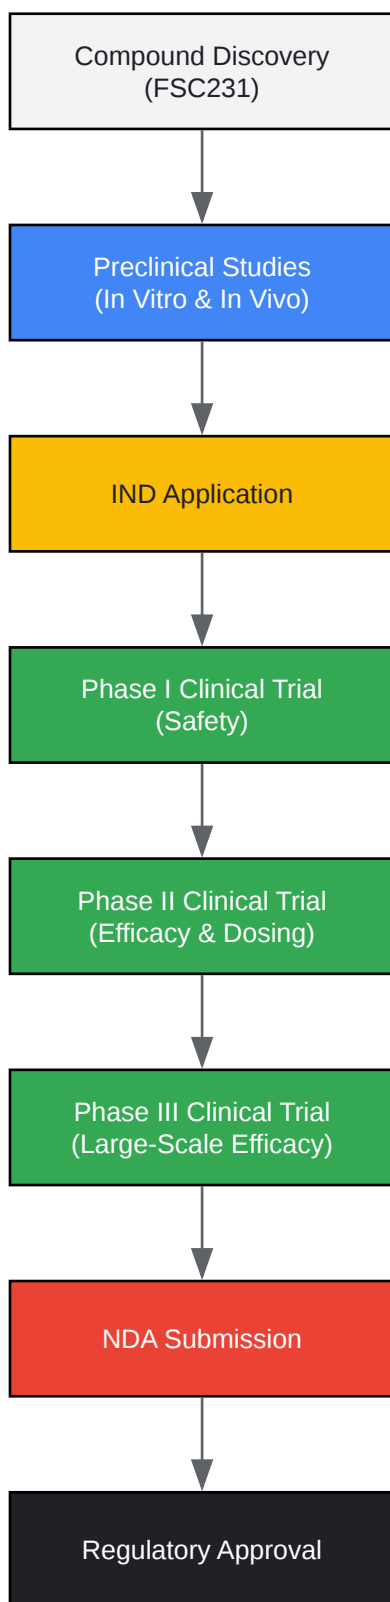 Compound Discovery
(FSC231)
Preclinical Studies
(In Vitro & In Vivo)
IND Application
Phase I Clinical Trial
(Safety)
Phase II Clinical Trial
(Efficacy & Dosing)
Phase III Clinical Trial
(Large-Scale Efficacy)
NDA Submission
Regulatory Approval